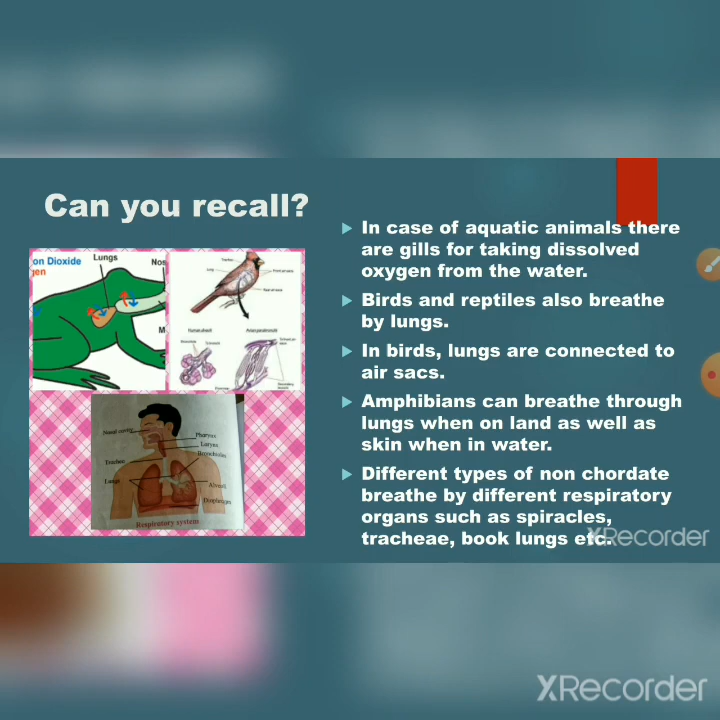 Can you recall?
on Dioxide
gen
Lungs
Nos
M
Nasal cavity
Pharynx
Larynx
Bronchioles
Trachea
Lungs
Alveoli
Diaphragm
Respiratory system
In case of aquatic animals there
are gills for taking dissolved
oxygen from the water.
Birds and reptiles also breathe
by lungs.
In birds, lungs are connected to
air sacs.
Amphibians can breathe through
lungs when on land as well as
skin when in water.
Different types of non chordate
breathe by different respiratory
organs such as spiracles,
tracheae, book lungs etc.
XRecorder
XRecorder